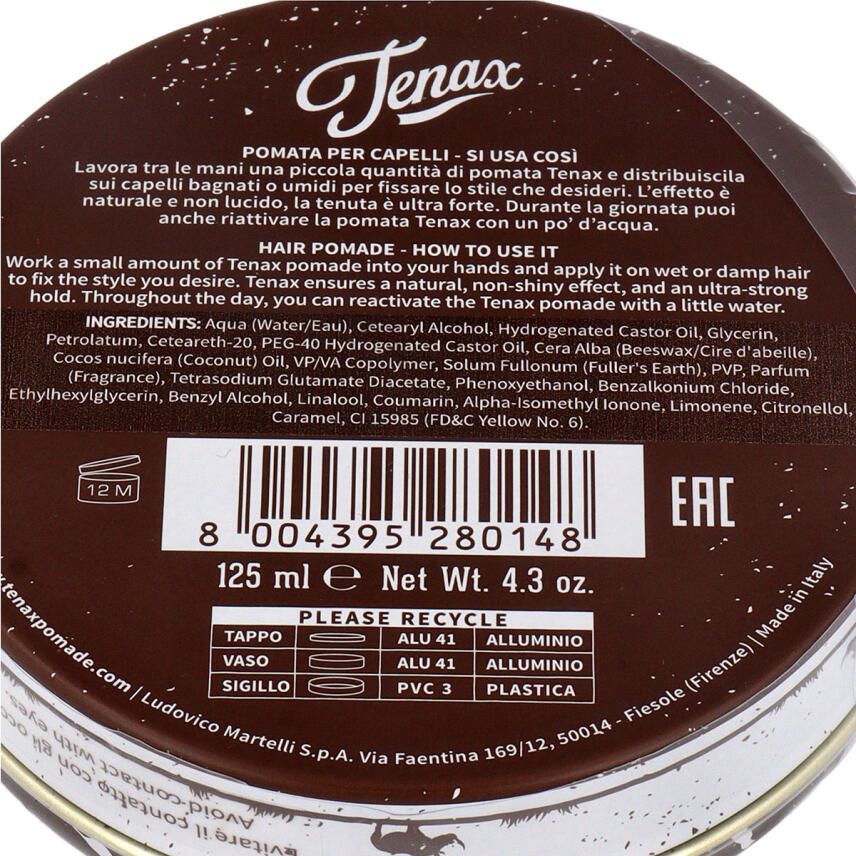 Tenax
POMATA PER CAPELLI - SI USA COSÌ
Lavora tra le mani una piccola quantità di pomata Tenax e distribuiscila
sui capelli bagnati o umidi per fissare lo stile che desideri. L'effetto è
naturale e non lucido, la tenuta è ultra forte. Durante la giornata puoi
anche riattivare la pomata Tenax con un po' d'acqua.
HAIR POMADE - HOW TO USE IT
Work a small amount of Tenax pomade into your hands and apply it on wet or damp hair
to fix the style you desire. Tenax ensures a natural, non-shiny effect, and an ultra-strong
hold. Throughout the day, you can reactivate the Tenax pomade with a little water.
INGREDIENTS: Aqua (Water/Eau), Cetearyl Alcohol, Hydrogenated Castor Oil, Glycerin,
Petrolatum, Ceteareth-20, PEG-40 Hydrogenated Castor Oil, Cera Alba (Beeswax/Cire d'abeille),
Cocos nucifera (Coconut) Oil, VP/VA Copolymer, Solum Fullonum (Fuller's Earth), PVP, Parfum
(Fragrance), Tetrasodium Glutamate Diacetate, Phenoxyethanol, Benzalkonium Chloride,
Ethylhexylglycerin, Benzyl Alcohol, Linalool, Coumarin, Alpha-Isomethyl Ionone, Limonene, Citronellol,
Caramel, CI 15985 (FD&C Yellow No. 6).
12 M
EAC
8 004395 280148
125 ml ℮ Net Wt. 4.3 oz.
PLEASE RECYCLE
TAPPO ALU 41 ALLUMINIO
VASO ALU 41 ALLUMINIO
SIGILLO PVC 3 PLASTICA
.tenaxpomade.com | Ludovico Martelli S.p.A. Via Faentina 169/12, 50014 - Fiesole (Firenze) | Made in Italy
evitare il contatto con gli
Avoid contact with eyes